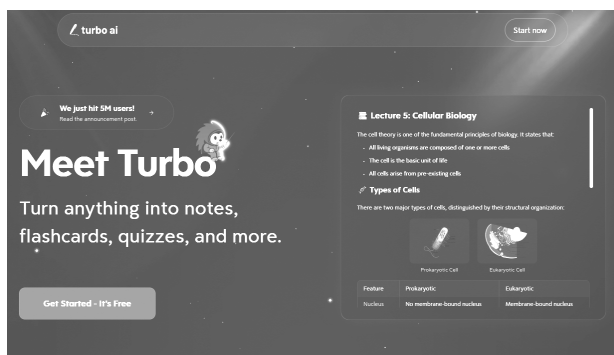 turbo ai
Start now
We just hit 5M users!
Read the announcement post.
Meet Turbo
Turn anything into notes,
flashcards, quizzes, and more.
Get Started - It's Free
Lecture 5: Cellular Biology
The cell theory is one of the fundamental principles of biology. It states that:
- All living organisms are composed of one or more cells
- The cell is the basic unit of life
- All cells arise from pre-existing cells
Types of Cells
There are two major types of cells, distinguished by their structural organization:
Prokaryotic Cell Eukaryotic Cell
Feature Prokaryotic Eukaryotic
Nucleus No membrane-bound nucleus Membrane-bound nucleus